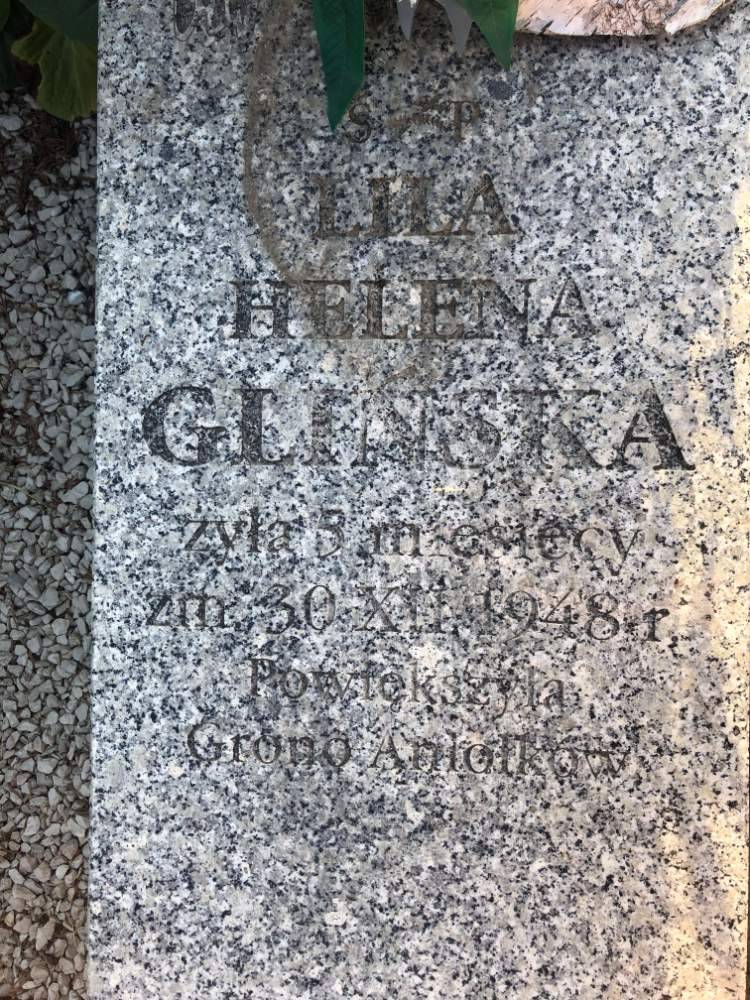 Ś P
LILA
HELENA
GLIŃSKA
żyła 5 miesięcy
zm. 30 XII 1948 r.
Powiększyła
Grono Aniołków